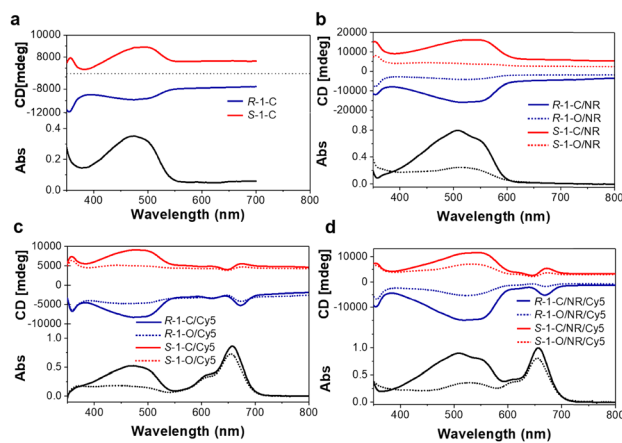 a
12000
8000
CD[mdeg]
-8000
-12000
R-1-C
S-1-C
0.4
0.2
0.0
Abs
400 500 600 700 800
Wavelength (nm)
b
20000
10000
0
-10000
-20000
CD [mdeg]
R-1-C/NR
R-1-O/NR
S-1-C/NR
S-1-O/NR
0.8
0.4
0.0
Abs
400 500 600 700 800
Wavelength (nm)
c
10000
5000
0
-5000
-10000
CD [mdeg]
R-1-C/Cy5
R-1-O/Cy5
S-1-C/Cy5
S-1-O/Cy5
1.0
0.5
0.0
Abs
400 500 600 700 800
Wavelength (nm)
d
10000
0
-10000
CD [mdeg]
R-1-C/NR/Cy5
R-1-O/NR/Cy5
S-1-C/NR/Cy5
S-1-O/NR/Cy5
1.0
0.5
0.0
Abs
400 500 600 700 800
Wavelength (nm)